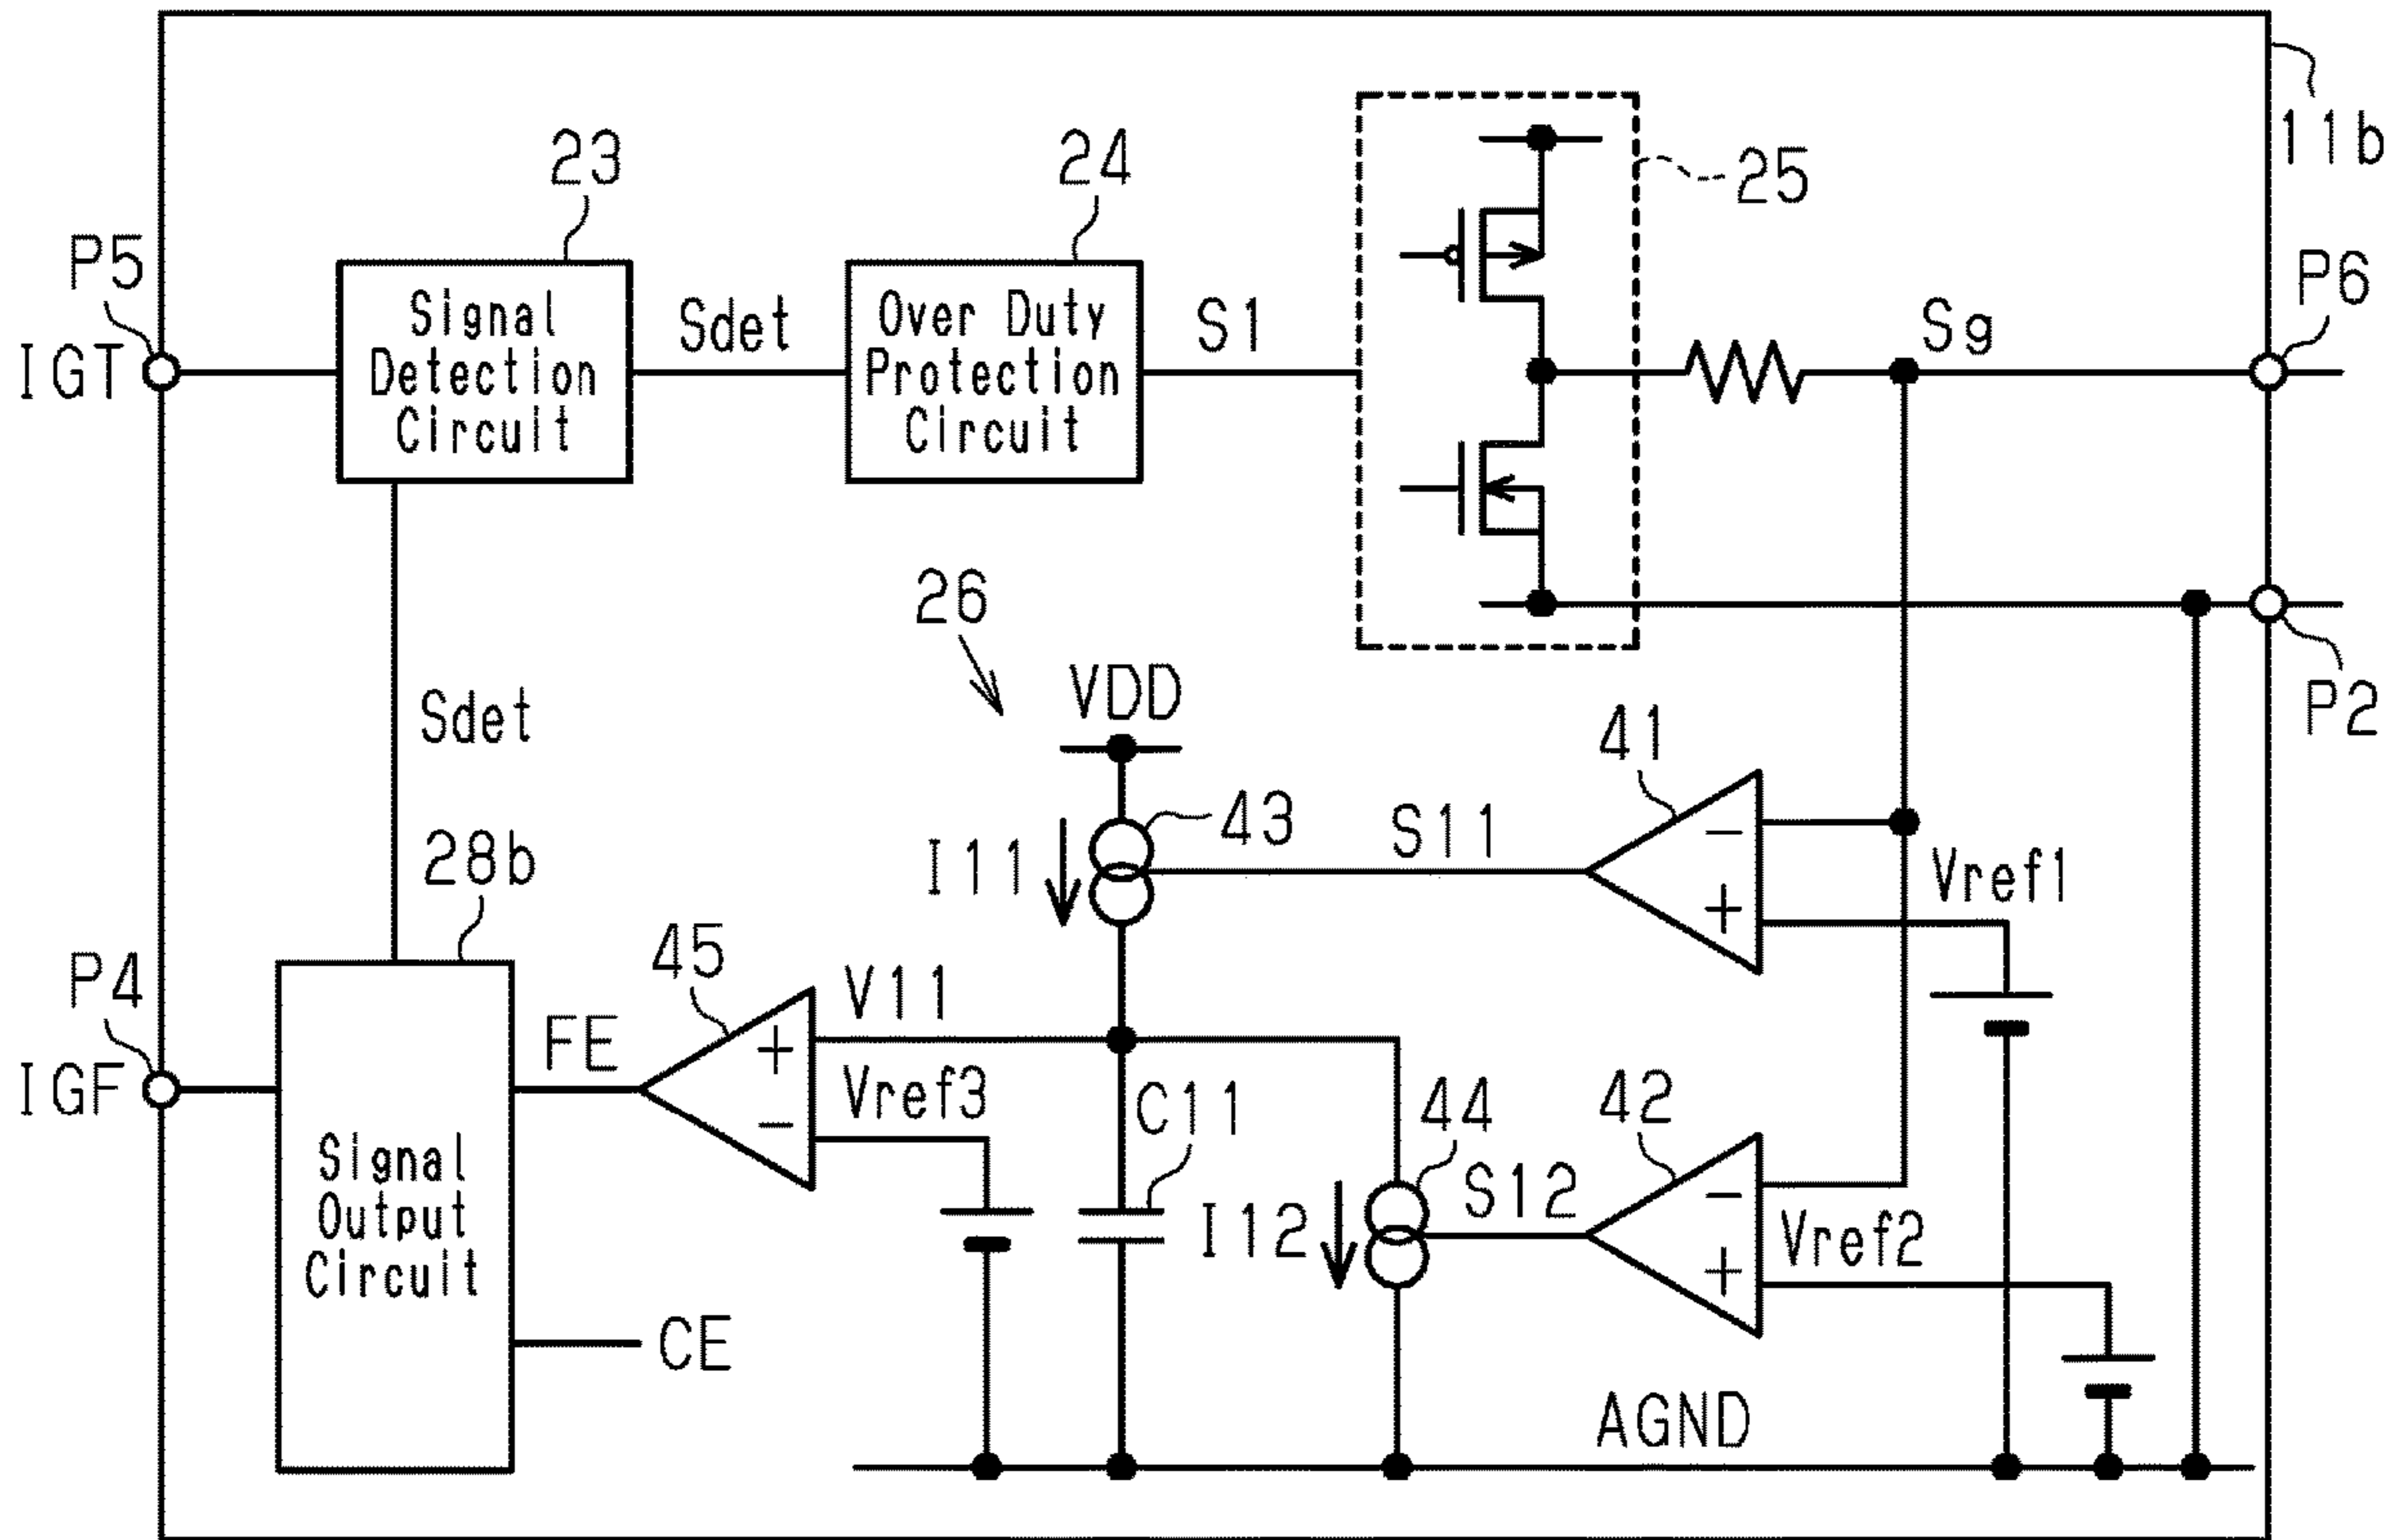 11b
23
24
25
P5
IGT
Signal
Detection
Circuit
Sdet
Over Duty
Protection
Circuit
S1
Sg
P6
P2
26
VDD
Sdet
41
43
S11
I11
-
+
Vref1
28b
45
V11
P4
IGF
FE
+
-
Vref3
C11
44
42
S12
I12
-
+
Vref2
Signal
Output
Circuit
CE
AGND